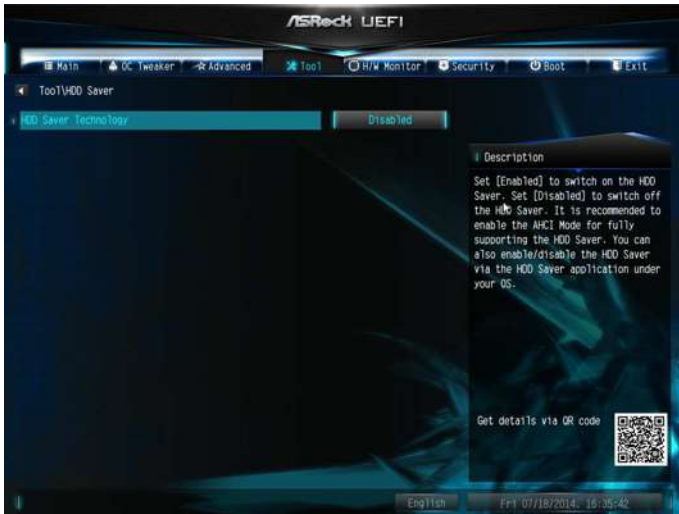 ASRock UEFI
Main OC Tweaker Advanced Tool H/W Monitor Security Boot Exit
Tool\HDD Saver
HDD Saver Technology Disabled
Description
Set [Enabled] to switch on the HDD
Saver. Set [Disabled] to switch off
the HDD Saver. It is recommended to
enable the AHCI Mode for fully
supporting the HDD Saver. You can
also enable/disable the HDD Saver
via the HDD Saver application under
your OS.
Get details via QR code
English Fri 07/18/2014. 16:35:42